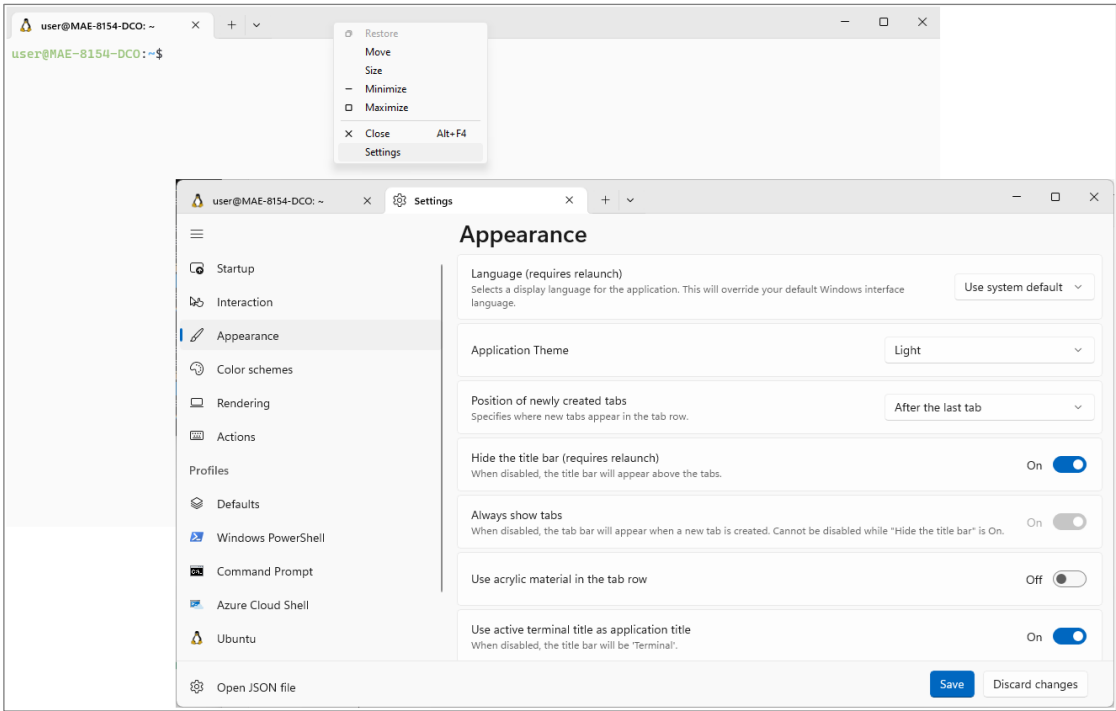 user@MAE-8154-DCO: ~
user@MAE-8154-DCO:~$
Restore
Move
Size
Minimize
Maximize
Close Alt+F4
Settings
user@MAE-8154-DCO: ~
Settings
Startup
Interaction
Appearance
Color schemes
Rendering
Actions
Profiles
Defaults
Windows PowerShell
Command Prompt
Azure Cloud Shell
Ubuntu
Open JSON file
Appearance
Language (requires relaunch)
Selects a display language for the application. This will override your default Windows interface
language.
Use system default
Application Theme
Light
Position of newly created tabs
Specifies where new tabs appear in the tab row.
After the last tab
Hide the title bar (requires relaunch)
When disabled, the title bar will appear above the tabs.
On
Always show tabs
When disabled, the tab bar will appear when a new tab is created. Cannot be disabled while "Hide the title bar" is On.
On
Use acrylic material in the tab row
Off
Use active terminal title as application title
When disabled, the title bar will be 'Terminal'.
On
Save
Discard changes